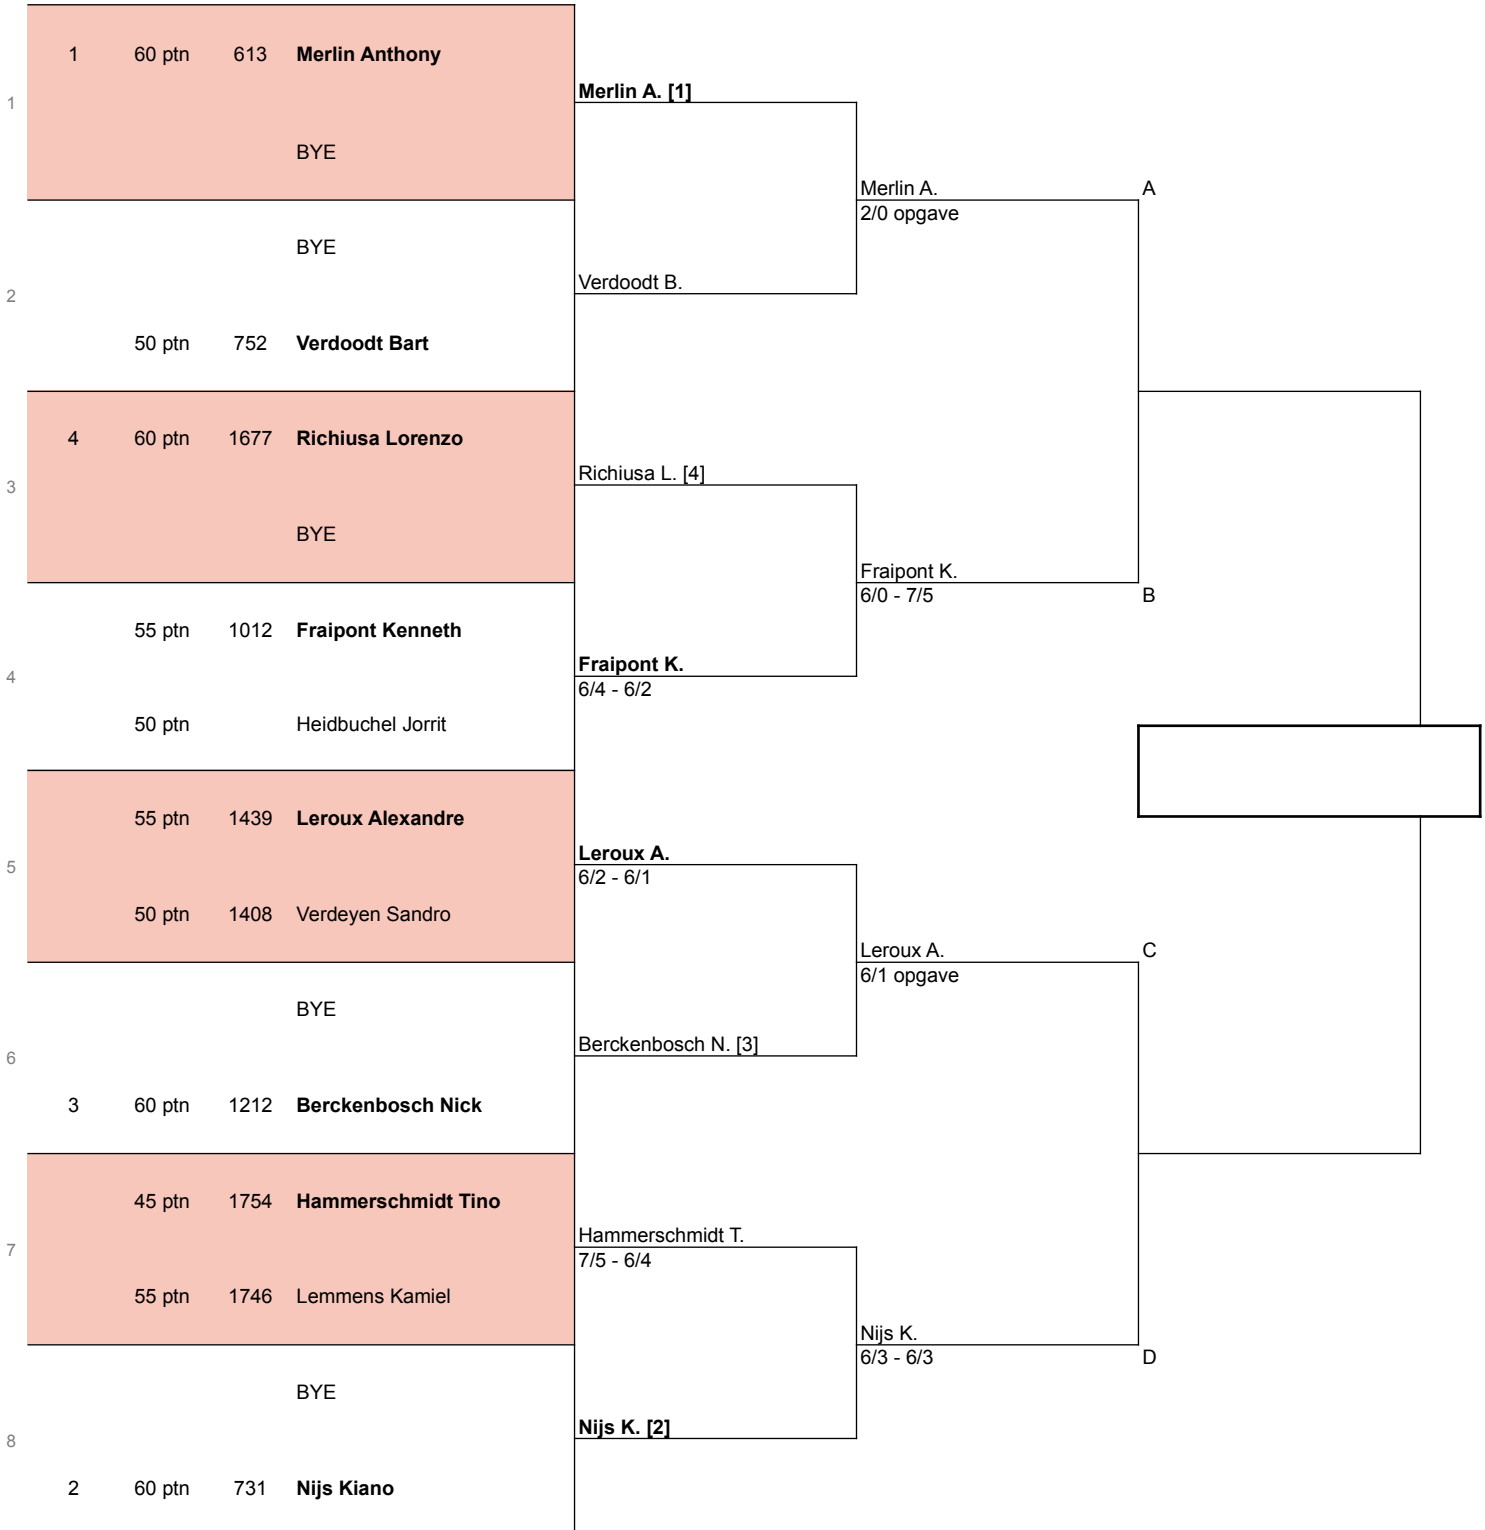 1 60 ptn 613 Merlin Anthony
Merlin A. [1]
1
BYE
Merlin A. A
2/0 opgave
BYE
Verdoodt B.
2
50 ptn 752 Verdoodt Bart
4 60 ptn 1677 Richiusa Lorenzo
Richiusa L. [4]
3
BYE
Fraipont K.
6/0 - 7/5 B
55 ptn 1012 Fraipont Kenneth
Fraipont K.
4
6/4 - 6/2
50 ptn Heidbuchel Jorrit
55 ptn 1439 Leroux Alexandre
Leroux A.
5
6/2 - 6/1
50 ptn 1408 Verdeyen Sandro
Leroux A. C
6/1 opgave
BYE
Berckenbosch N. [3]
6
3 60 ptn 1212 Berckenbosch Nick
45 ptn 1754 Hammerschmidt Tino
Hammerschmidt T.
7
7/5 - 6/4
55 ptn 1746 Lemmens Kamiel
Nijs K.
6/3 - 6/3 D
BYE
Nijs K. [2]
8
2 60 ptn 731 Nijs Kiano